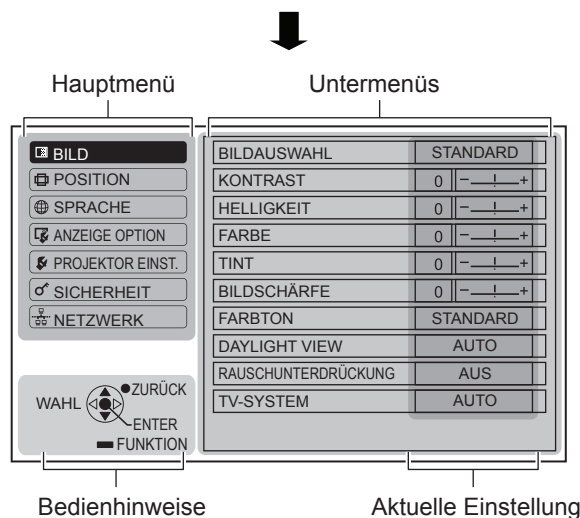 Hauptmenü
Untermenüs
BILD
POSITION
SPRACHE
ANZEIGE OPTION
PROJEKTOR EINST.
SICHERHEIT
NETZWERK
BILDAUSWAHL STANDARD
KONTRAST 0 - +
HELLIGKEIT 0 - +
FARBE 0 - +
TINT 0 - +
BILDSCHÄRFE 0 - +
FARBTON STANDARD
DAYLIGHT VIEW AUTO
RAUSCHUNTERDRÜCKUNG AUS
TV-SYSTEM AUTO
ZURÜCK
WAHL
ENTER
FUNKTION
Bedienhinweise
Aktuelle Einstellung